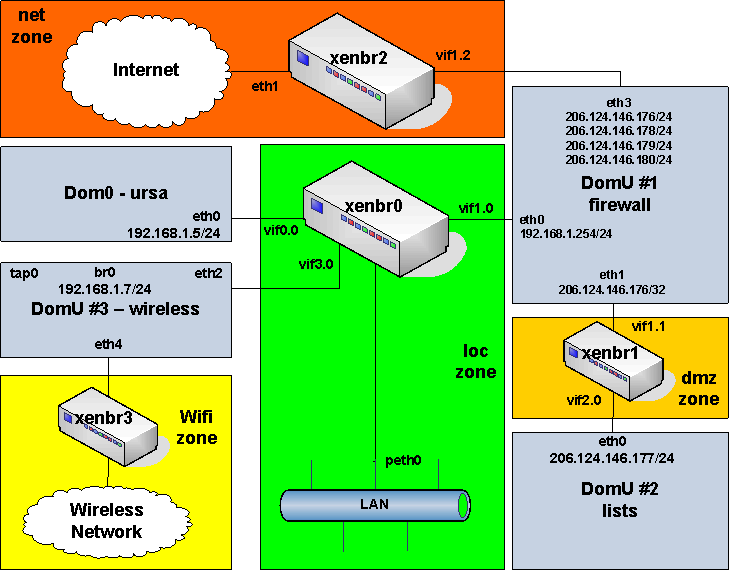 net
zone
Internet
eth1
xenbr2
vif1.2
eth3
206.124.146.176/24
206.124.146.178/24
206.124.146.179/24
206.124.146.180/24
DomU #1
firewall
eth0
192.168.1.254/24
eth1
206.124.146.176/32
Dom0 - ursa
eth0
192.168.1.5/24
xenbr0
vif0.0
vif1.0
vif3.0
tap0 br0 eth2
192.168.1.7/24
DomU #3 – wireless
eth4
loc
zone
vif1.1
xenbr1
vif2.0
dmz
zone
xenbr3
Wifi
zone
Wireless
Network
peth0
LAN
eth0
206.124.146.177/24
DomU #2
lists